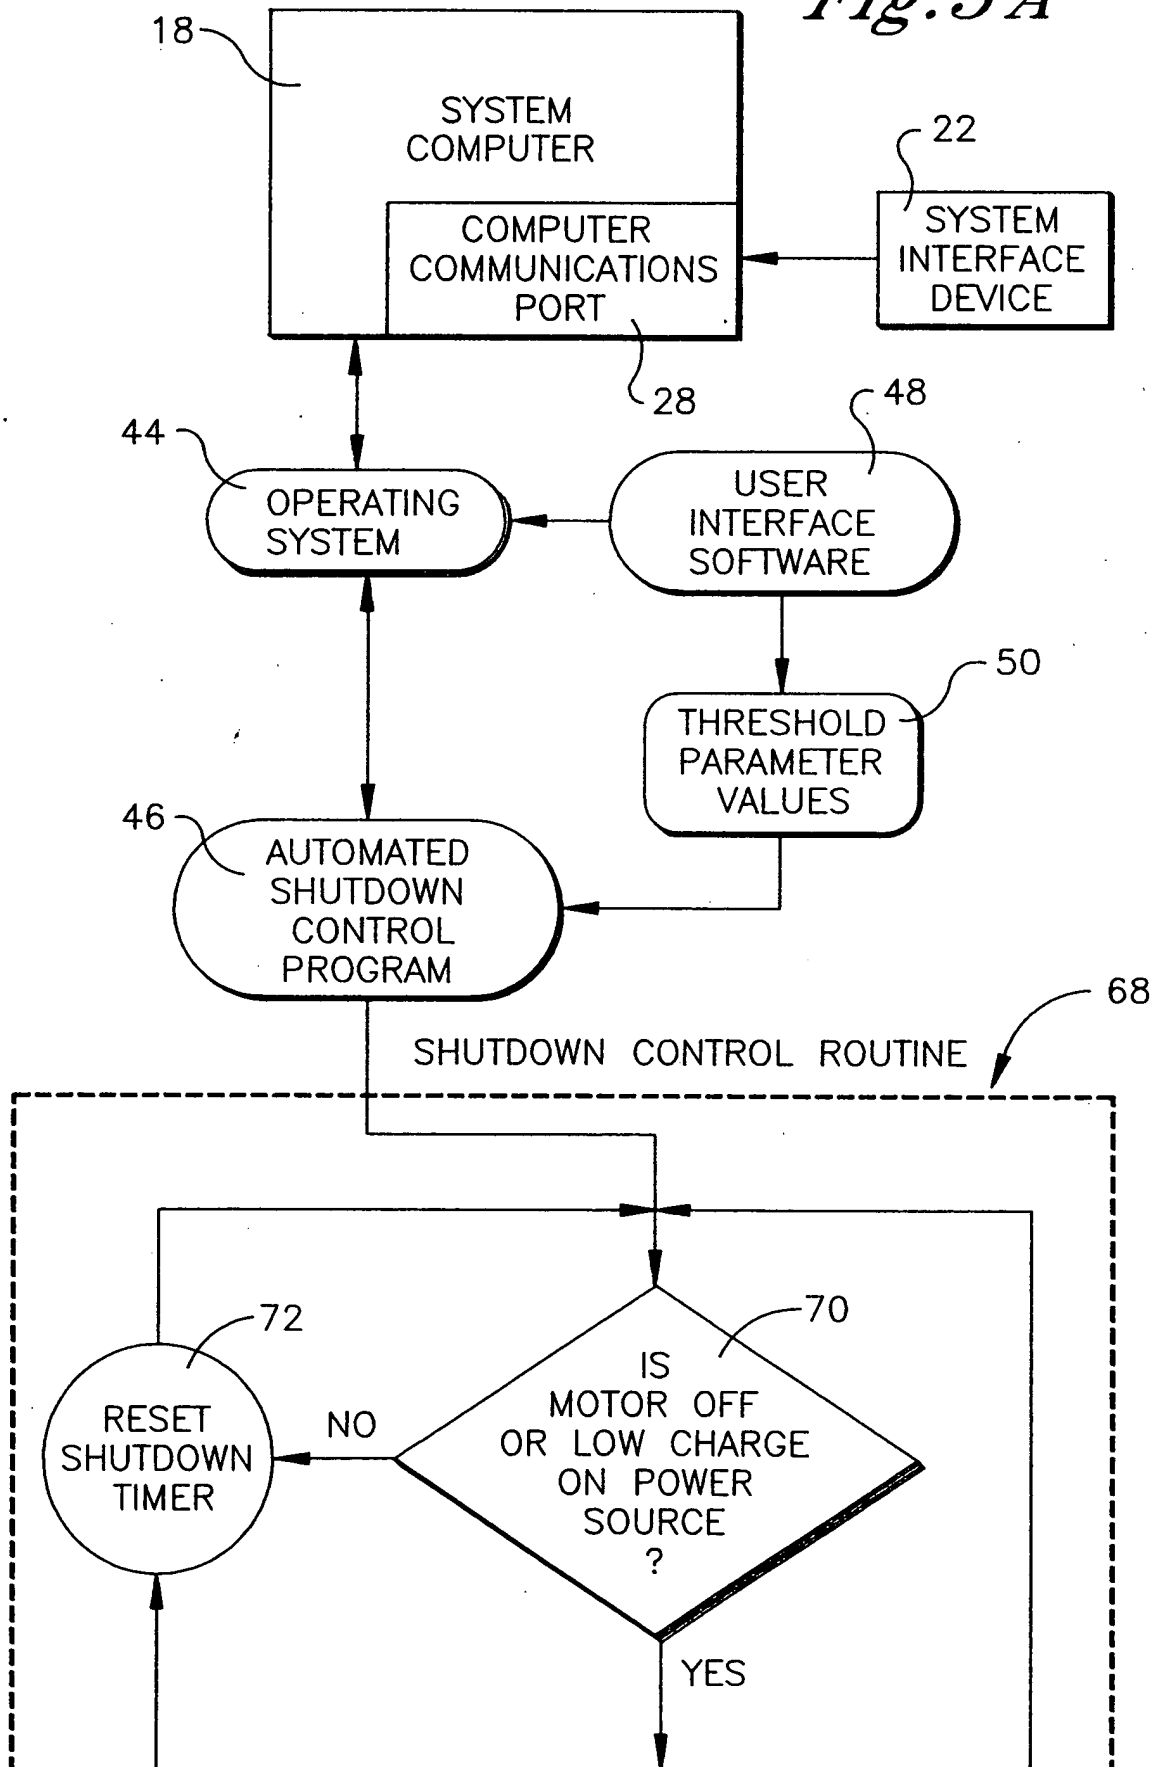 Fig. 5A
18
SYSTEM
COMPUTER
22
SYSTEM
INTERFACE
DEVICE
COMPUTER
COMMUNICATIONS
PORT
28
48
44
OPERATING
SYSTEM
USER
INTERFACE
SOFTWARE
50
THRESHOLD
PARAMETER
VALUES
46
AUTOMATED
SHUTDOWN
CONTROL
PROGRAM
68
SHUTDOWN CONTROL ROUTINE
72
70
RESET
SHUTDOWN
TIMER
NO
IS
MOTOR OFF
OR LOW CHARGE
ON POWER
SOURCE
?
YES